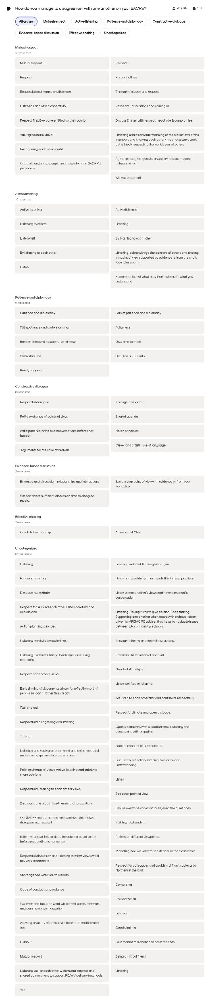 How do you manage to disagree well with one another on your SACRE?
78 / 84
102
All groups
Mutual respect
Active listening
Patience and diplomacy
Constructive dialogue
Evidence-based discussion
Effective chairing
Uncategorized
Mutual respect
16 responses
Mutual respect,
Respect
Respectful exchanges and listening
Listen to each other respectfully
Respect first. Everyone entitled yo their opinion
Valuing each individual
Recognising each view is valid
Code of conduct so people understand what a SACRE'd
purpose is.
Respect
Respect others
Through dialogue and respect
Respectful discussions and valuing all
Discuss & listen with respect, negotiate & compromise
Listening and clear understanding of the worldviews of the
members and knowing each other - may not always work
but is tried - respecting the worldviews of others
Agree to disagree, goes to a vote, try to accomodate
different views
We eat together!!
Active listening
10 responses
Active listening
Listening to others
Listen well
By listening to each other
Listen
Active listening
Listening
By listening to each other
Listening, acknowledge the opinions of others and sharing
my point of view supported by evidence ie from the chalk
face (classroom)
Remember it's not what I say that matters it's what you
understand
Patience and diplomacy
9 responses
Patience and diplomacy
With patience and understanding.
Remain calm and respectful at all times
With difficulty!
Rarely happens
Lots of patience and diplomacy
Politeness
Give time to them
Over tea and kitkats
Constructive dialogue
8 responses
Respectful dialogue
Polite exchange of points of view.
Anticipate Nip in the bud conversations before they
happen
"Arguments for the sake of heaven"
Through dialogues
Shared agenda
Nolan principles
Clever and artistic use of language
Evidence-based discussion
3 responses
Evidence and discussion- relationships and interactions
We don't have sufficient discussion time to disagree
much...
Explain your point of view with evidence or from your
worldview
Effective chairing
2 responses
Careful chairmanship
An excellent Chair
Uncategorized
54 responses
Listening
Focus on listening
Dialogue not debate
Respect for self and each other. Listen carefully and
explain well.
Action planning priorities
Listening carefully to each other.
Listening to others Sharing lived experince Being
respectful
Respect each others views
Early sharing of documents allows for reflection so that
people 'respond' rather than 'react'
Well chaired
Respectfully disagreeing and listening
Talking
Listening and having an open mind and being repectful
and showing geninue interest in others
Politr exchange of views. Active listening and safety to
share opinions
Respectfully listening to each others views.
2 ears and one mouth Use them in that proportion
Our SACRE rests on strong relationships- this makes
dialogue much easier!
I bite my tongue, take a deep breath and count to ten
before responding to nonsense
Respectful discussion and listening to other views whilst
not always agreeing
Short agenda with time to discuss
Code of conduct as guadance
We listen and focus on what will benefit pupils, teachers
and communities in education
Allowing a variety of opinions to be shared and listened
too.
Humour
Mutual respect
Listening well to each other with mutual respect and
shared commitment to support RE/WV delivery in schools
Yes
Listening well and Thorough dialogue
Listen and provide solutions and differing perspectives
Listen to one another's views and have a respectful
conversation
Listening . Taking turns to give opinion. Each sharing .
Supporting one another when faced with an issue- often
driven by AREIAC RE adviser that helps to navigate issues
between LA, community/ schools
Through listening and helpful discussions.
Reference to the code of conduct.
Good relationships
Listen well Active listening
We listen to each other first and contribute respectfully
Respectful climate and open dialogue.
Open discussions with allocated time. Listening and
questioning with empathy.
code of conduct all subscribe to
Discussion, reflection, listening, tolerance and
understanding
Listen
See other point of view
Ensure everyone can contribute, even the quiet ones
Building relationships
Reflect on different viewpoints.
Modelling how we want to see debate in the classrooms
Respect for colleagues and avoiding difficult subjects to
nip them in the bud.
Comprising
Respect for all
Listening
Good chairing
Give members a chance to have their say
Being a critical friend
Listening